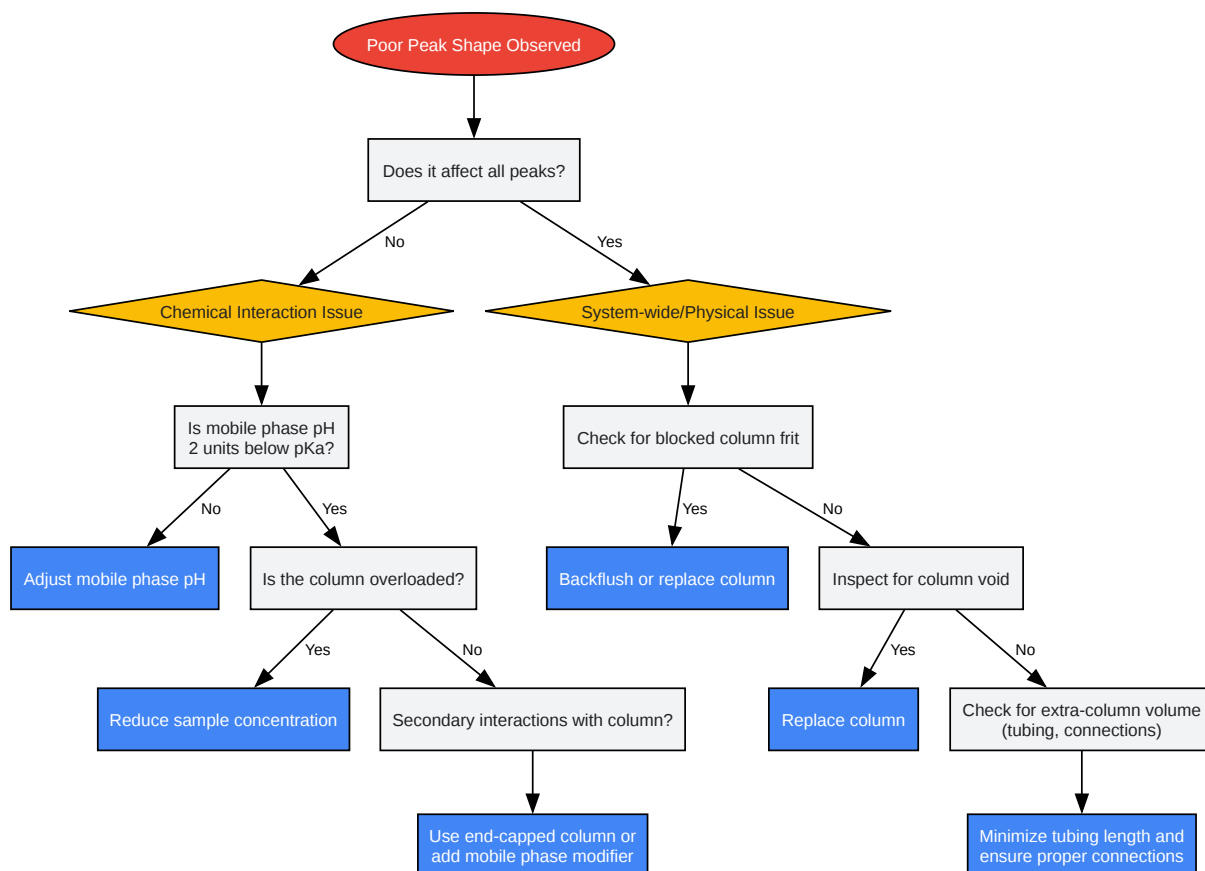 Poor Peak Shape Observed
Does it affect all peaks?
No
Yes
Chemical Interaction Issue
System-wide/Physical Issue
Is mobile phase pH
2 units below pKa?
Check for blocked column frit
No
Yes
Yes
No
Adjust mobile phase pH
Is the column overloaded?
Backflush or replace column
Inspect for column void
Yes
No
Yes
No
Reduce sample concentration
Secondary interactions with column?
Replace column
Check for extra-column volume
(tubing, connections)
Use end-capped column or
add mobile phase modifier
Minimize tubing length and
ensure proper connections